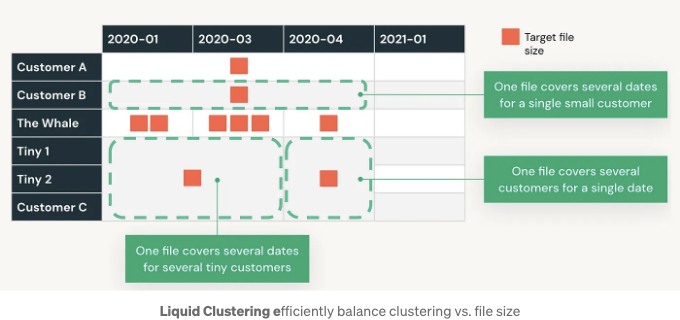 2020-01 2020-03 2020-04 2021-01
Target file
size
Customer A
Customer B
One file covers several dates
for a single small customer
The Whale
Tiny 1
Tiny 2
One file covers several
customers for a single date
Customer C
One file covers several dates
for several tiny customers
Liquid Clustering efficiently balance clustering vs. file size